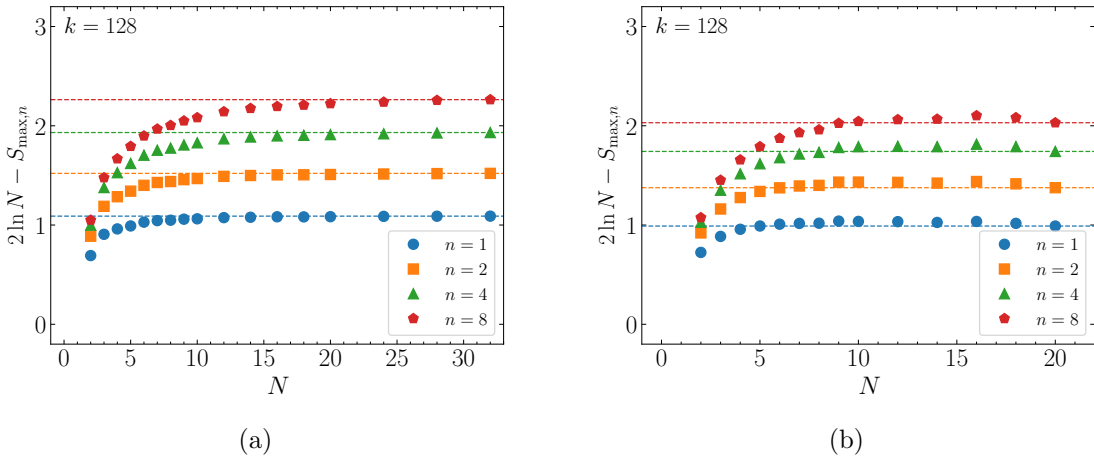 k = 128
3
2
1
0
2 ln N − S_max,n
n = 1
n = 2
n = 4
n = 8
0 5 10 15 20 25 30
N
(a)
k = 128
3
2
1
0
2 ln N − S_max,n
n = 1
n = 2
n = 4
n = 8
0 5 10 15 20
N
(b)